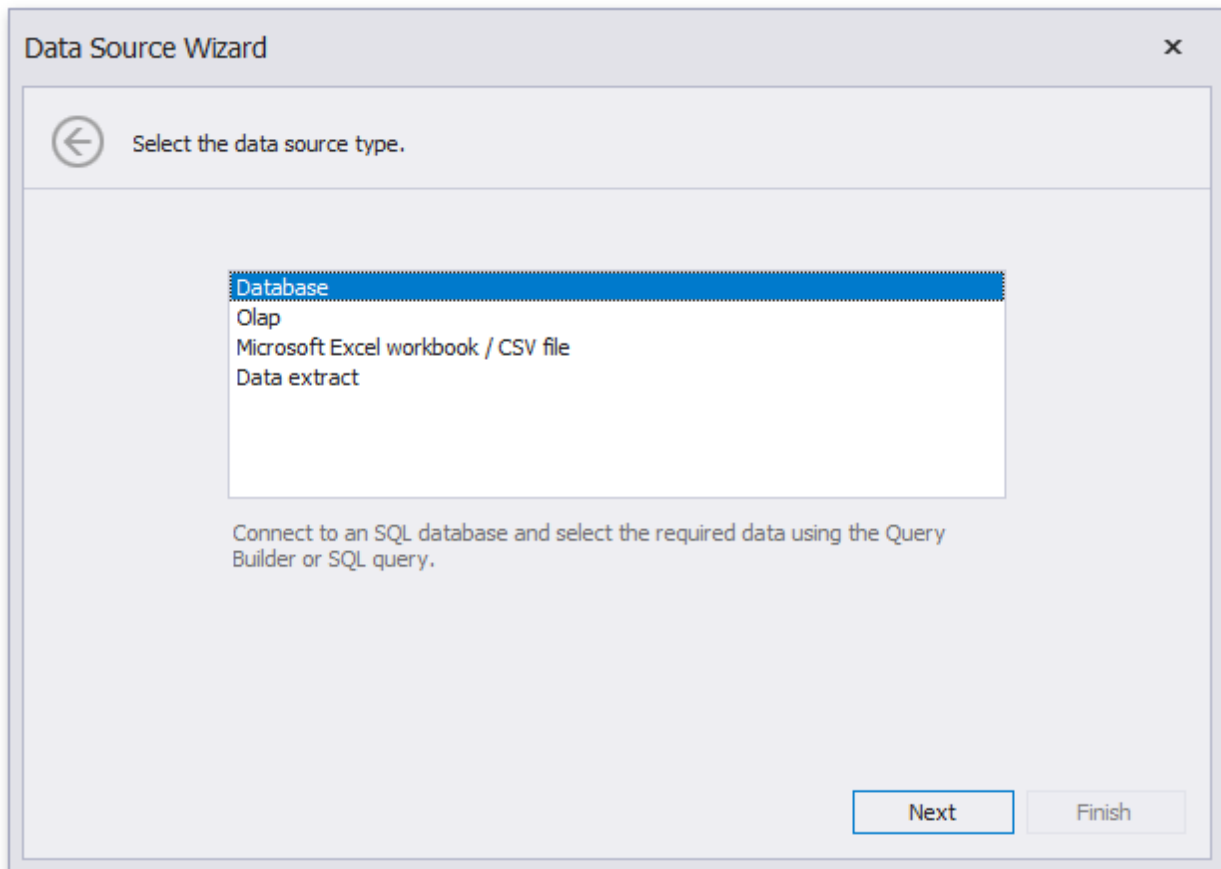 Data Source Wizard
Select the data source type.
Database
Olap
Microsoft Excel workbook / CSV file
Data extract
Connect to an SQL database and select the required data using the Query
Builder or SQL query.
Next
Finish